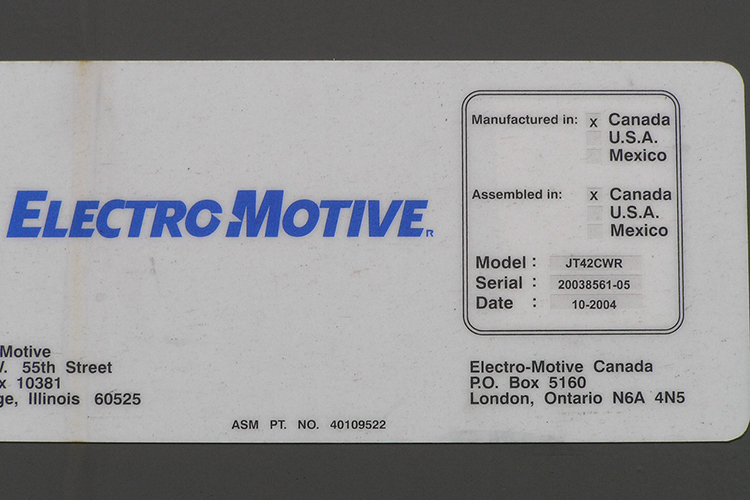 ELECTRO-MOTIVE
R
Manufactured in: x Canada
U.S.A.
Mexico
Assembled in: x Canada
U.S.A.
Mexico
Model : JT42CWR
Serial : 20038561-05
Date : 10-2004
Motive
55th Street
10381
Illinois 60525
Electro-Motive Canada
P.O. Box 5160
London, Ontario N6A 4N5
ASM PT. NO. 40109522